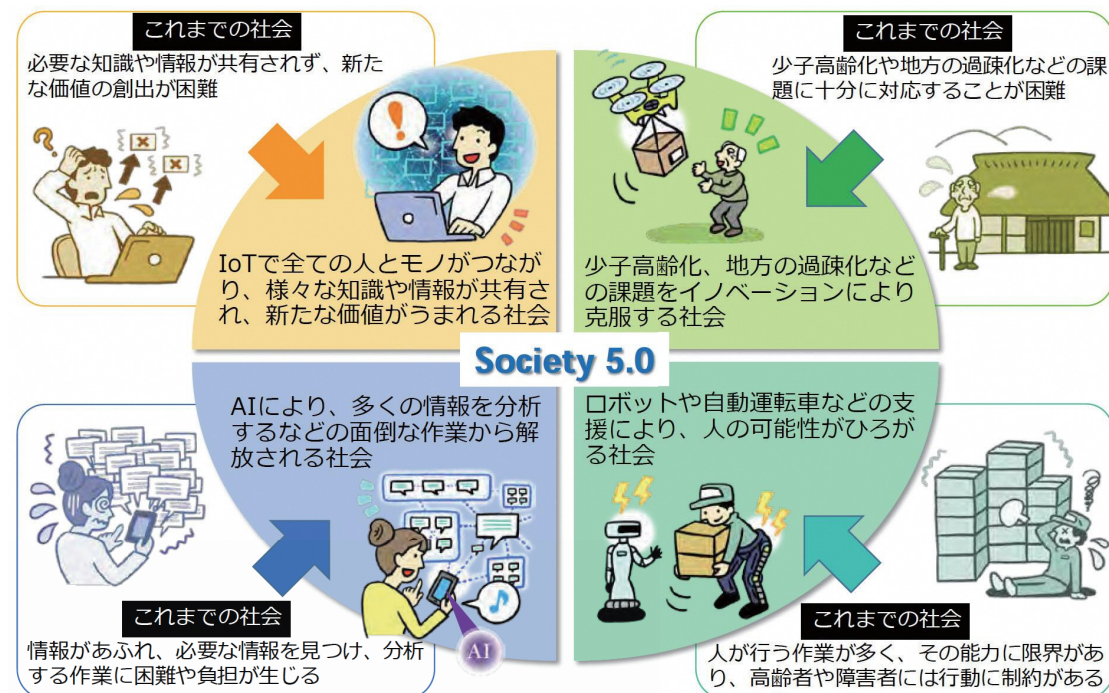 これまでの社会
必要な知識や情報が共有されず、新た
な価値の創出が困難
IoTで全ての人とモノがつなが
り、様々な知識や情報が共有さ
れ、新たな価値がうまれる社会
これまでの社会
少子高齢化や地方の過疎化などの課
題に十分に対応することが困難
少子高齢化、地方の過疎化など
の課題をイノベーションにより
克服する社会
Society 5.0
AIにより、多くの情報を分析
するなどの面倒な作業から解
放される社会
AI
これまでの社会
情報があふれ、必要な情報を見つけ、分析
する作業に困難や負担が生じる
ロボットや自動運転車などの支
援により、人の可能性がひろが
る社会
これまでの社会
人が行う作業が多く、その能力に限界があ
り、高齢者や障害者には行動に制約がある